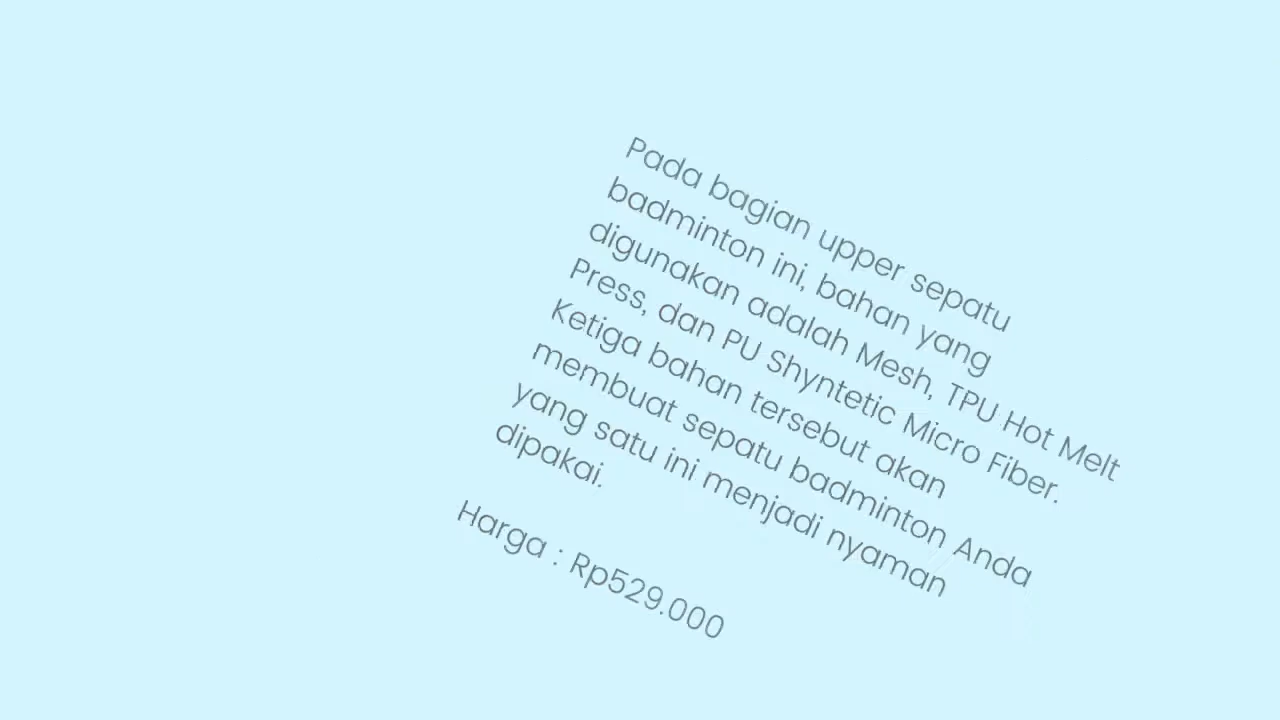 Pada bagian upper sepatu
badminton ini, bahan yang
digunakan adalah Mesh, TPU Hot Melt
Press, dan PU Shyntetic Micro Fiber.
Ketiga bahan tersebut akan
membuat sepatu badminton Anda
yang satu ini menjadi nyaman
dipakai.
Harga : Rp529.000